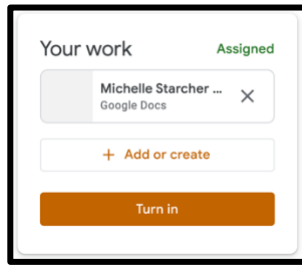 Your work Assigned
Michelle Starcher ...
Google Docs
+ Add or create
Turn in